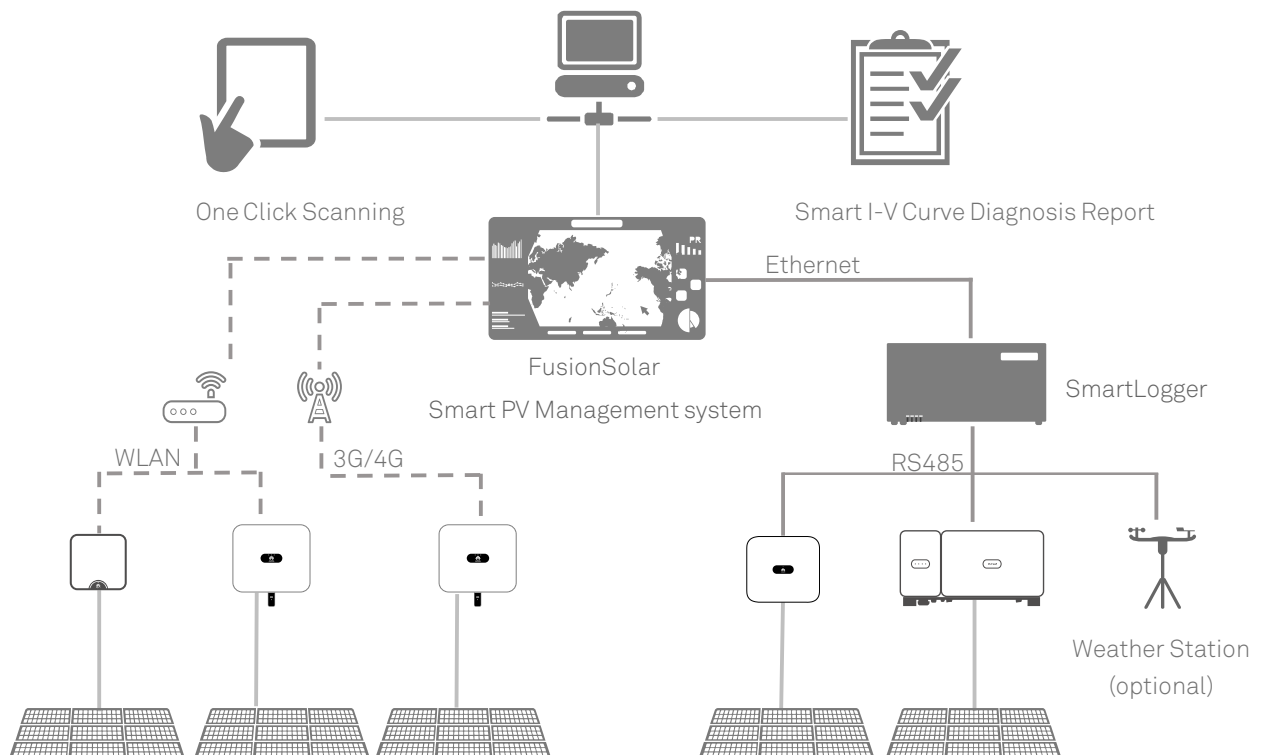 One Click Scanning
Smart I-V Curve Diagnosis Report
PR
Ethernet
FusionSolar
Smart PV Management system
SmartLogger
WLAN
3G/4G
RS485
Weather Station
(optional)